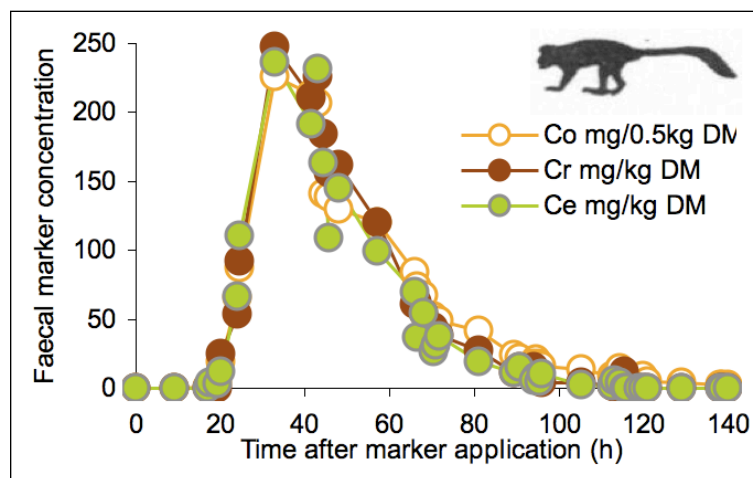 Faecal marker concentration
250
200
150
100
50
0
Co mg/0.5kg DM
Cr mg/kg DM
Ce mg/kg DM
0 20 40 60 80 100 120 140
Time after marker application (h)